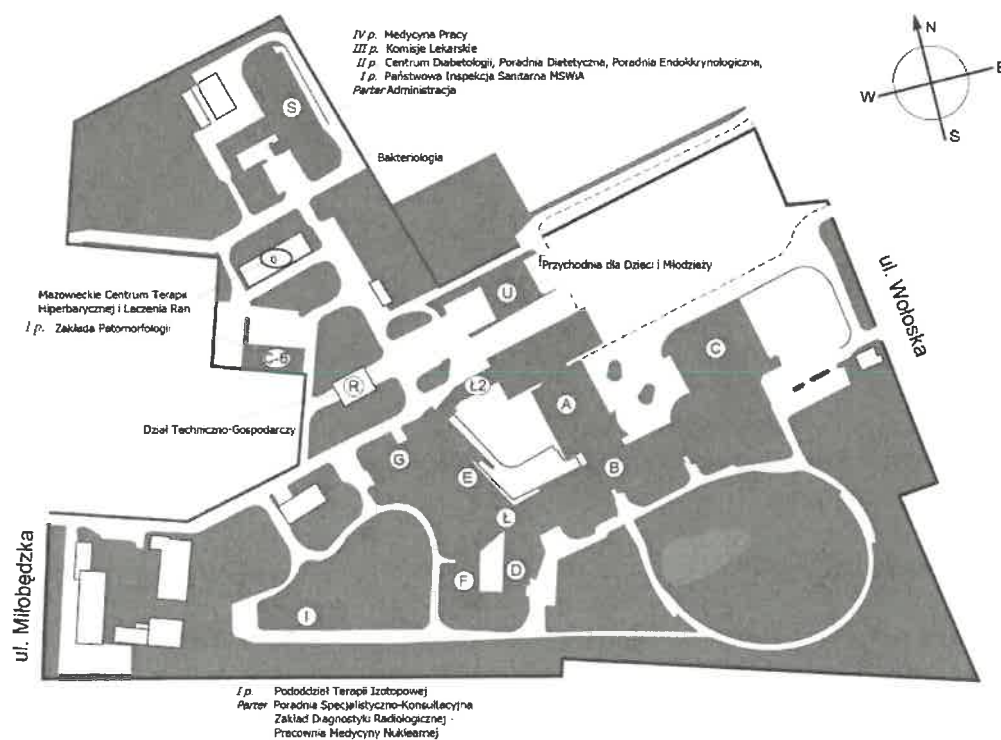 IV p. Medycyna Pracy
III p. Komisje Lekarskie
II p. Centrum Diabetologii, Poradnia Dietetyczna, Poradnia Endokrynologiczna,
I p. Państwowa Inspekcja Sanitarna MSWiA
Parter Administracja
N
E
W
S
S
Bakteriologia
Przychodnia dla Dzieci i Młodzieży
Mazowieckie Centrum Terapii
Hiperbarycznej i Leczenia Ran
I p. Zakłada Patomorfologii
U
ul. Wołoska
C
R
Ł2
A
Dział Techniczno-Gospodarczy
G
E
B
Ł
F
D
I
ul. Miłobędzka
I p. Pododdział Terapii Izotopowej
Parter Poradnia Specjalistyczno-Konsultacyjna
Zakład Diagnostyki Radiologicznej -
Pracownia Medycyny Nuklearnej